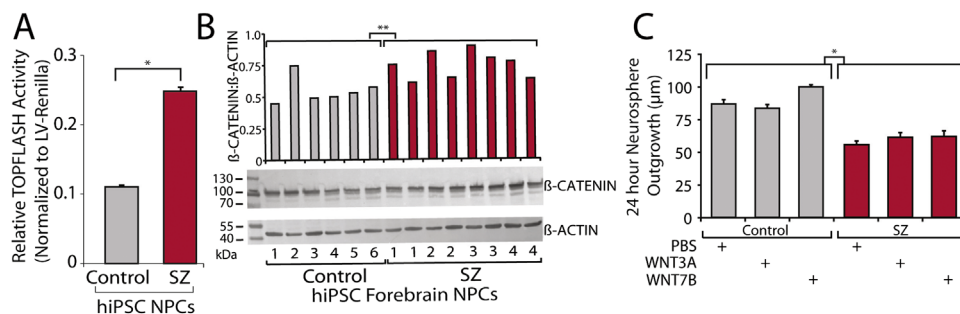 A
Relative TOPFLASH Activity
(Normalized to LV-Renilla)
0.3
0.2
0.1
0
*
Control SZ
hiPSC NPCs
B
ß-CATENIN:ß-ACTIN
1.0
0.75
0.5
0.25
0
**
130
100
70
ß-CATENIN
55
40
ß-ACTIN
kDa
1 2 3 4 5 6 1 1 2 2 3 3 4 4
Control SZ
hiPSC Forebrain NPCs
C
24 hour Neurosphere
Outgrowth (µm)
125
100
75
50
25
0
*
Control SZ
PBS + +
WNT3A + +
WNT7B + +